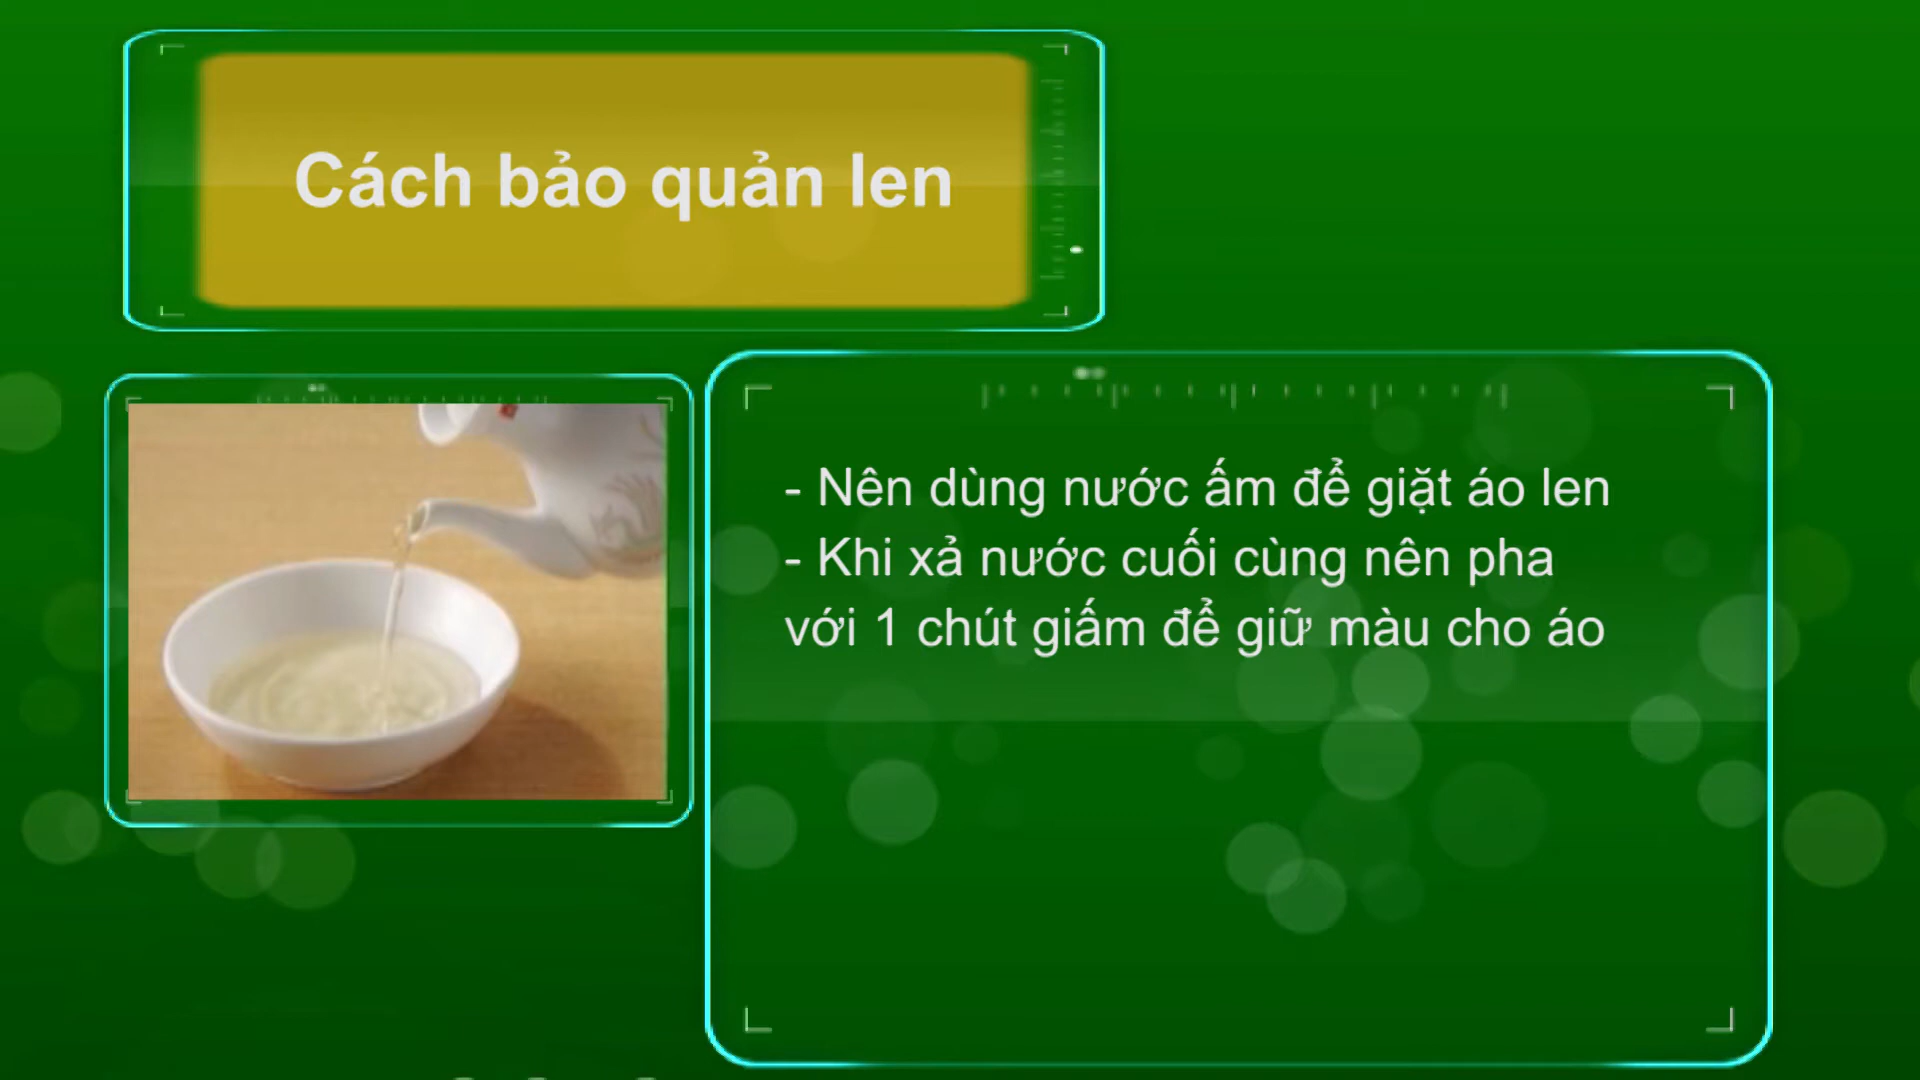 Cách bảo quản len
- Nên dùng nước ấm để giặt áo len
- Khi xả nước cuối cùng nên pha
với 1 chút giấm để giữ màu cho áo